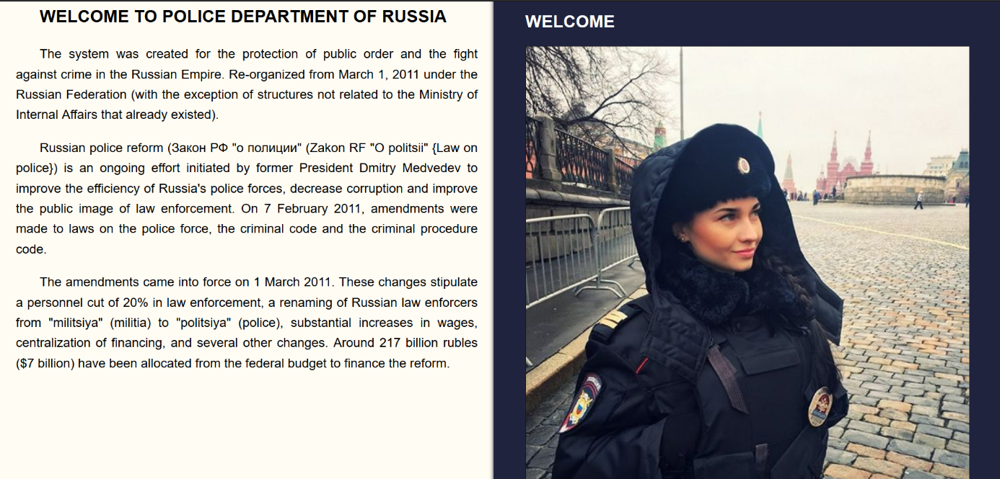 WELCOME TO POLICE DEPARTMENT OF RUSSIA
The system was created for the protection of public order and the fight
against crime in the Russian Empire. Re-organized from March 1, 2011 under the
Russian Federation (with the exception of structures not related to the Ministry of
Internal Affairs that already existed).
Russian police reform (Закон РФ "о полиции" (Zakon RF "O politsii" {Law on
police}) is an ongoing effort initiated by former President Dmitry Medvedev to
improve the efficiency of Russia's police forces, decrease corruption and improve
the public image of law enforcement. On 7 February 2011, amendments were
made to laws on the police force, the criminal code and the criminal procedure
code.
The amendments came into force on 1 March 2011. These changes stipulate
a personnel cut of 20% in law enforcement, a renaming of Russian law enforcers
from "militsiya" (militia) to "politsiya" (police), substantial increases in wages,
centralization of financing, and several other changes. Around 217 billion rubles
($7 billion) have been allocated from the federal budget to finance the reform.
WELCOME